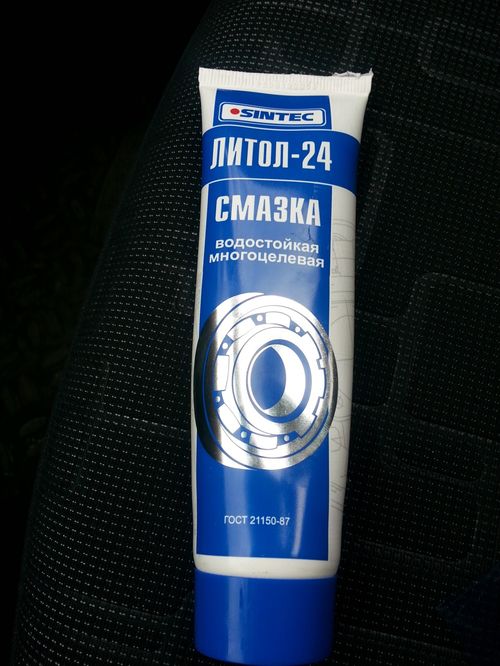 SINTEC
ЛИТОЛ-24
СМАЗКА
водостойкая
многоцелевая
ГОСТ 21150-87